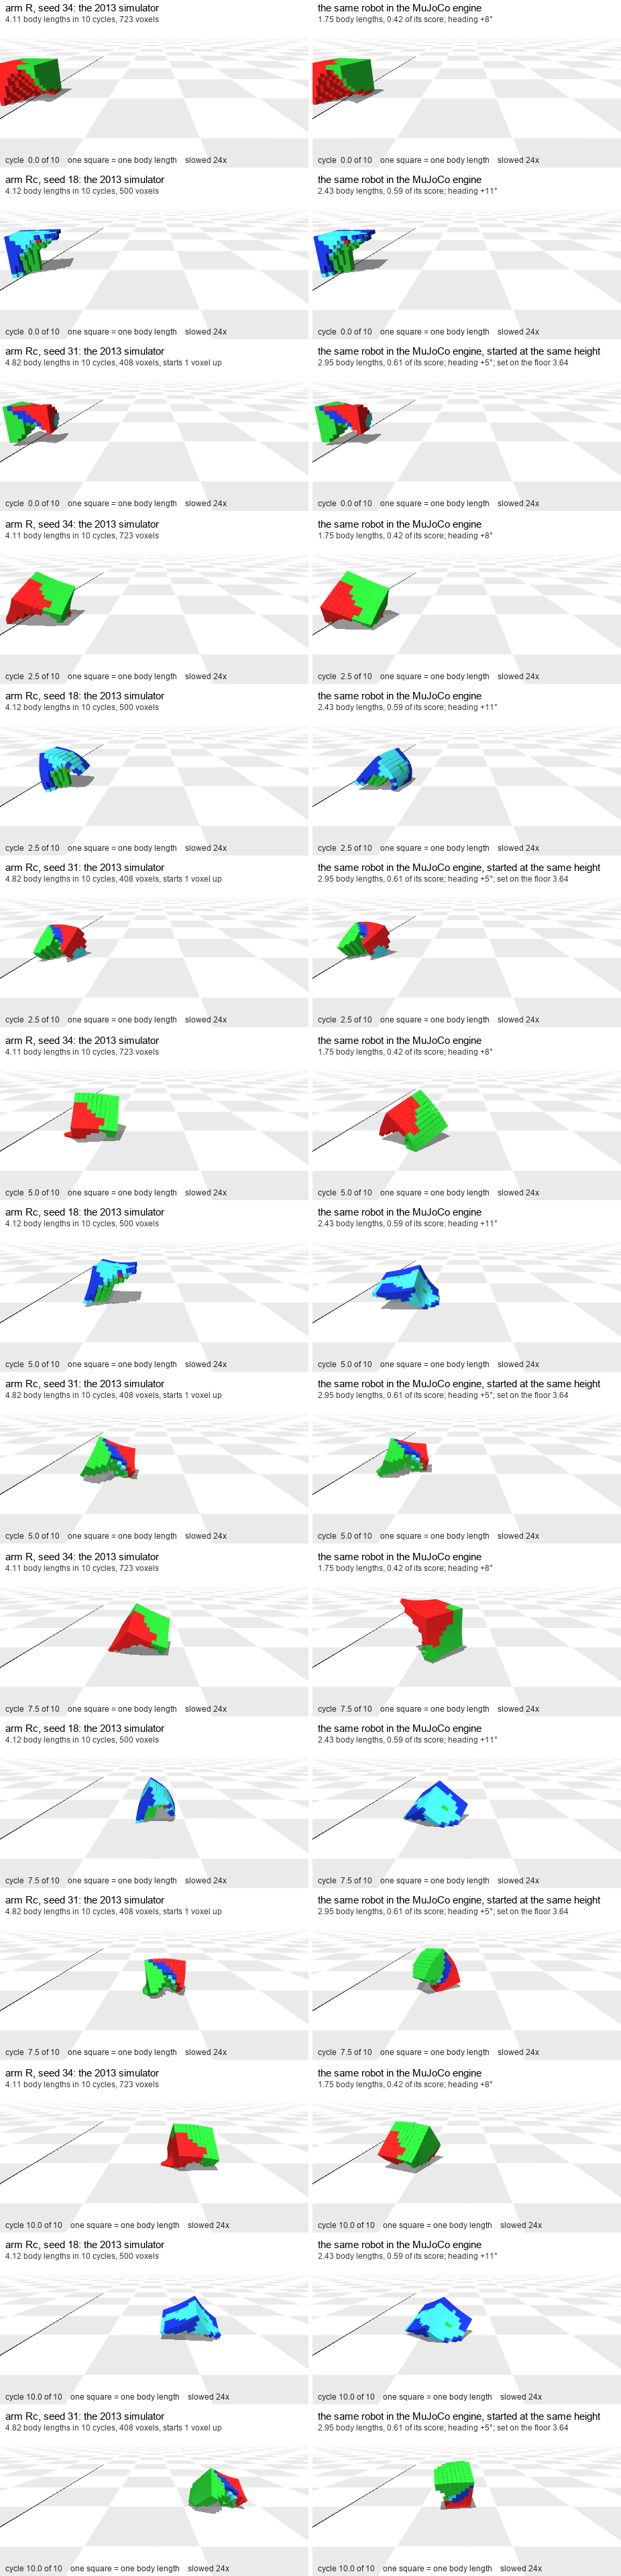 arm R, seed 34: the 2013 simulator
4.11 body lengths in 10 cycles, 723 voxels
the same robot in the MuJoCo engine
1.75 body lengths, 0.42 of its score; heading +8°
cycle 0.0 of 10 one square = one body length slowed 24x
cycle 0.0 of 10 one square = one body length slowed 24x
arm Rc, seed 18: the 2013 simulator
4.12 body lengths in 10 cycles, 500 voxels
the same robot in the MuJoCo engine
2.43 body lengths, 0.59 of its score; heading +11°
cycle 0.0 of 10 one square = one body length slowed 24x
cycle 0.0 of 10 one square = one body length slowed 24x
arm Rc, seed 31: the 2013 simulator
4.82 body lengths in 10 cycles, 408 voxels, starts 1 voxel up
the same robot in the MuJoCo engine, started at the same height
2.95 body lengths, 0.61 of its score; heading +5°; set on the floor 3.64
cycle 0.0 of 10 one square = one body length slowed 24x
cycle 0.0 of 10 one square = one body length slowed 24x
arm R, seed 34: the 2013 simulator
4.11 body lengths in 10 cycles, 723 voxels
the same robot in the MuJoCo engine
1.75 body lengths, 0.42 of its score; heading +8°
cycle 2.5 of 10 one square = one body length slowed 24x
cycle 2.5 of 10 one square = one body length slowed 24x
arm Rc, seed 18: the 2013 simulator
4.12 body lengths in 10 cycles, 500 voxels
the same robot in the MuJoCo engine
2.43 body lengths, 0.59 of its score; heading +11°
cycle 2.5 of 10 one square = one body length slowed 24x
cycle 2.5 of 10 one square = one body length slowed 24x
arm Rc, seed 31: the 2013 simulator
4.82 body lengths in 10 cycles, 408 voxels, starts 1 voxel up
the same robot in the MuJoCo engine, started at the same height
2.95 body lengths, 0.61 of its score; heading +5°; set on the floor 3.64
cycle 2.5 of 10 one square = one body length slowed 24x
cycle 2.5 of 10 one square = one body length slowed 24x
arm R, seed 34: the 2013 simulator
4.11 body lengths in 10 cycles, 723 voxels
the same robot in the MuJoCo engine
1.75 body lengths, 0.42 of its score; heading +8°
cycle 5.0 of 10 one square = one body length slowed 24x
cycle 5.0 of 10 one square = one body length slowed 24x
arm Rc, seed 18: the 2013 simulator
4.12 body lengths in 10 cycles, 500 voxels
the same robot in the MuJoCo engine
2.43 body lengths, 0.59 of its score; heading +11°
cycle 5.0 of 10 one square = one body length slowed 24x
cycle 5.0 of 10 one square = one body length slowed 24x
arm Rc, seed 31: the 2013 simulator
4.82 body lengths in 10 cycles, 408 voxels, starts 1 voxel up
the same robot in the MuJoCo engine, started at the same height
2.95 body lengths, 0.61 of its score; heading +5°; set on the floor 3.64
cycle 5.0 of 10 one square = one body length slowed 24x
cycle 5.0 of 10 one square = one body length slowed 24x
arm R, seed 34: the 2013 simulator
4.11 body lengths in 10 cycles, 723 voxels
the same robot in the MuJoCo engine
1.75 body lengths, 0.42 of its score; heading +8°
cycle 7.5 of 10 one square = one body length slowed 24x
cycle 7.5 of 10 one square = one body length slowed 24x
arm Rc, seed 18: the 2013 simulator
4.12 body lengths in 10 cycles, 500 voxels
the same robot in the MuJoCo engine
2.43 body lengths, 0.59 of its score; heading +11°
cycle 7.5 of 10 one square = one body length slowed 24x
cycle 7.5 of 10 one square = one body length slowed 24x
arm Rc, seed 31: the 2013 simulator
4.82 body lengths in 10 cycles, 408 voxels, starts 1 voxel up
the same robot in the MuJoCo engine, started at the same height
2.95 body lengths, 0.61 of its score; heading +5°; set on the floor 3.64
cycle 7.5 of 10 one square = one body length slowed 24x
cycle 7.5 of 10 one square = one body length slowed 24x
arm R, seed 34: the 2013 simulator
4.11 body lengths in 10 cycles, 723 voxels
the same robot in the MuJoCo engine
1.75 body lengths, 0.42 of its score; heading +8°
cycle 10.0 of 10 one square = one body length slowed 24x
cycle 10.0 of 10 one square = one body length slowed 24x
arm Rc, seed 18: the 2013 simulator
4.12 body lengths in 10 cycles, 500 voxels
the same robot in the MuJoCo engine
2.43 body lengths, 0.59 of its score; heading +11°
cycle 10.0 of 10 one square = one body length slowed 24x
cycle 10.0 of 10 one square = one body length slowed 24x
arm Rc, seed 31: the 2013 simulator
4.82 body lengths in 10 cycles, 408 voxels, starts 1 voxel up
the same robot in the MuJoCo engine, started at the same height
2.95 body lengths, 0.61 of its score; heading +5°; set on the floor 3.64
cycle 10.0 of 10 one square = one body length slowed 24x
cycle 10.0 of 10 one square = one body length slowed 24x